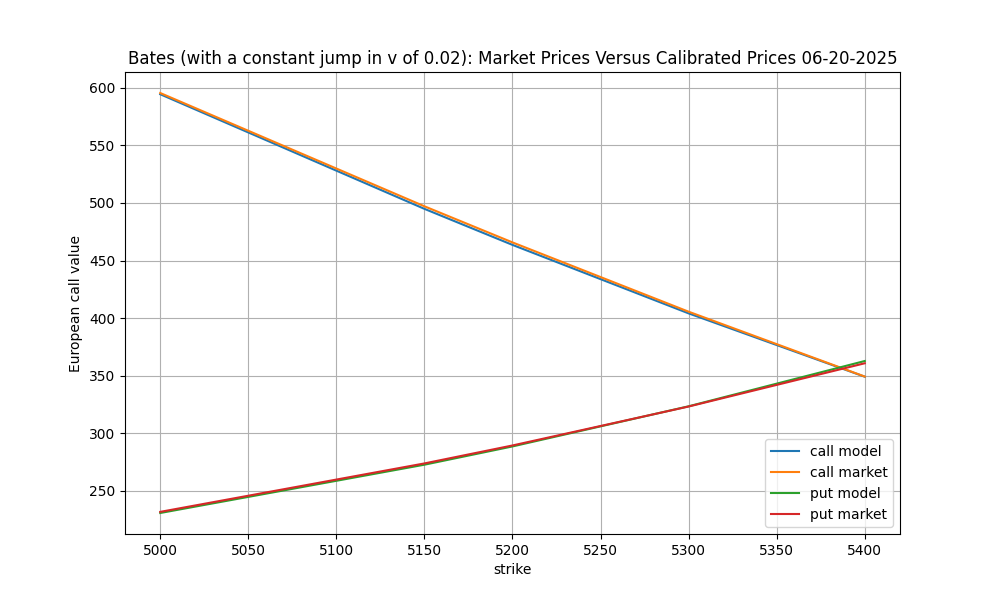 Bates (with a constant jump in v of 0.02): Market Prices Versus Calibrated Prices 06-20-2025
600
550
500
450
400
350
300
250
European call value
call model
call market
put model
put market
5000 5050 5100 5150 5200 5250 5300 5350 5400
strike